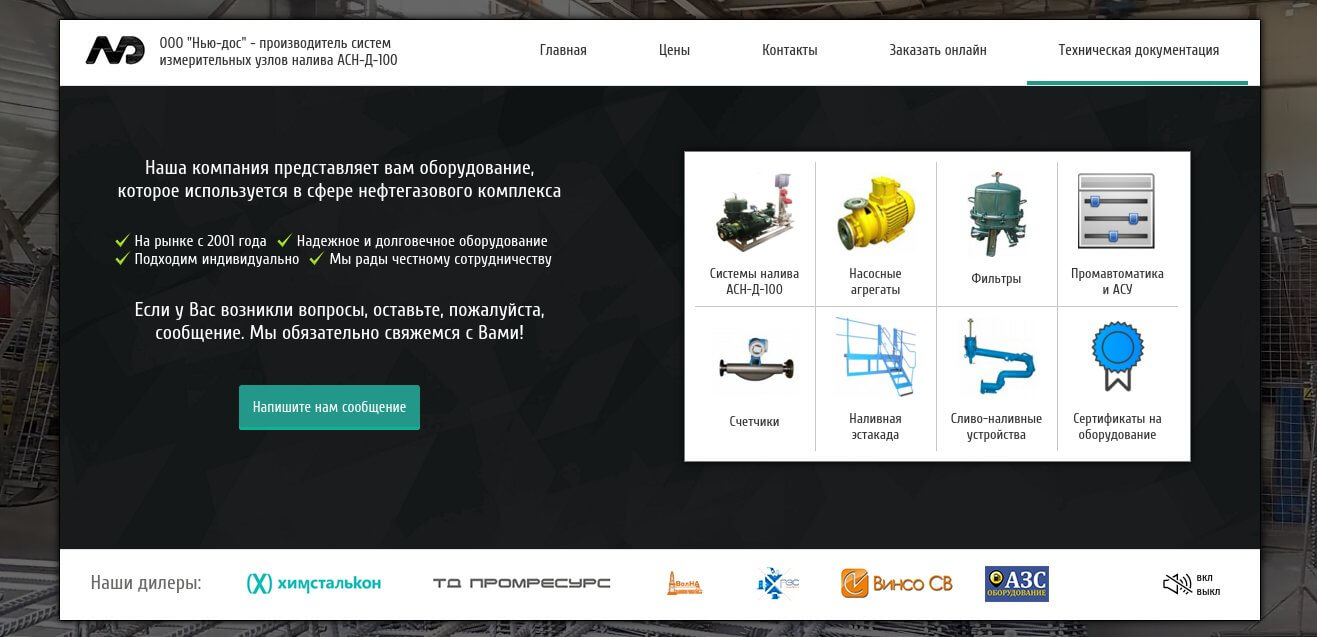 ООО "Нью-дос" - производитель систем
измерительных узлов налива АСН-Д-100
Главная
Цены
Контакты
Заказать онлайн
Техническая документация
Наша компания представляет вам оборудование,
которое используется в сфере нефтегазового комплекса
На рынке с 2001 года
Надежное и долговечное оборудование
Подходим индивидуально
Мы рады честному сотрудничеству
Если у Вас возникли вопросы, оставьте, пожалуйста,
сообщение. Мы обязательно свяжемся с Вами!
Напишите нам сообщение
Системы налива
АСН-Д-100
Насосные
агрегаты
Фильтры
Промавтоматика
и АСУ
Счетчики
Наливная
эстакада
Сливо-наливные
устройства
Сертификаты на
оборудование
Наши дилеры:
химсталькон
ТД ПРОМРЕСУРС
ВолНА
ГЭС
Винсо СВ
АЗС
ОБОРУДОВАНИЕ
вкл
выкл